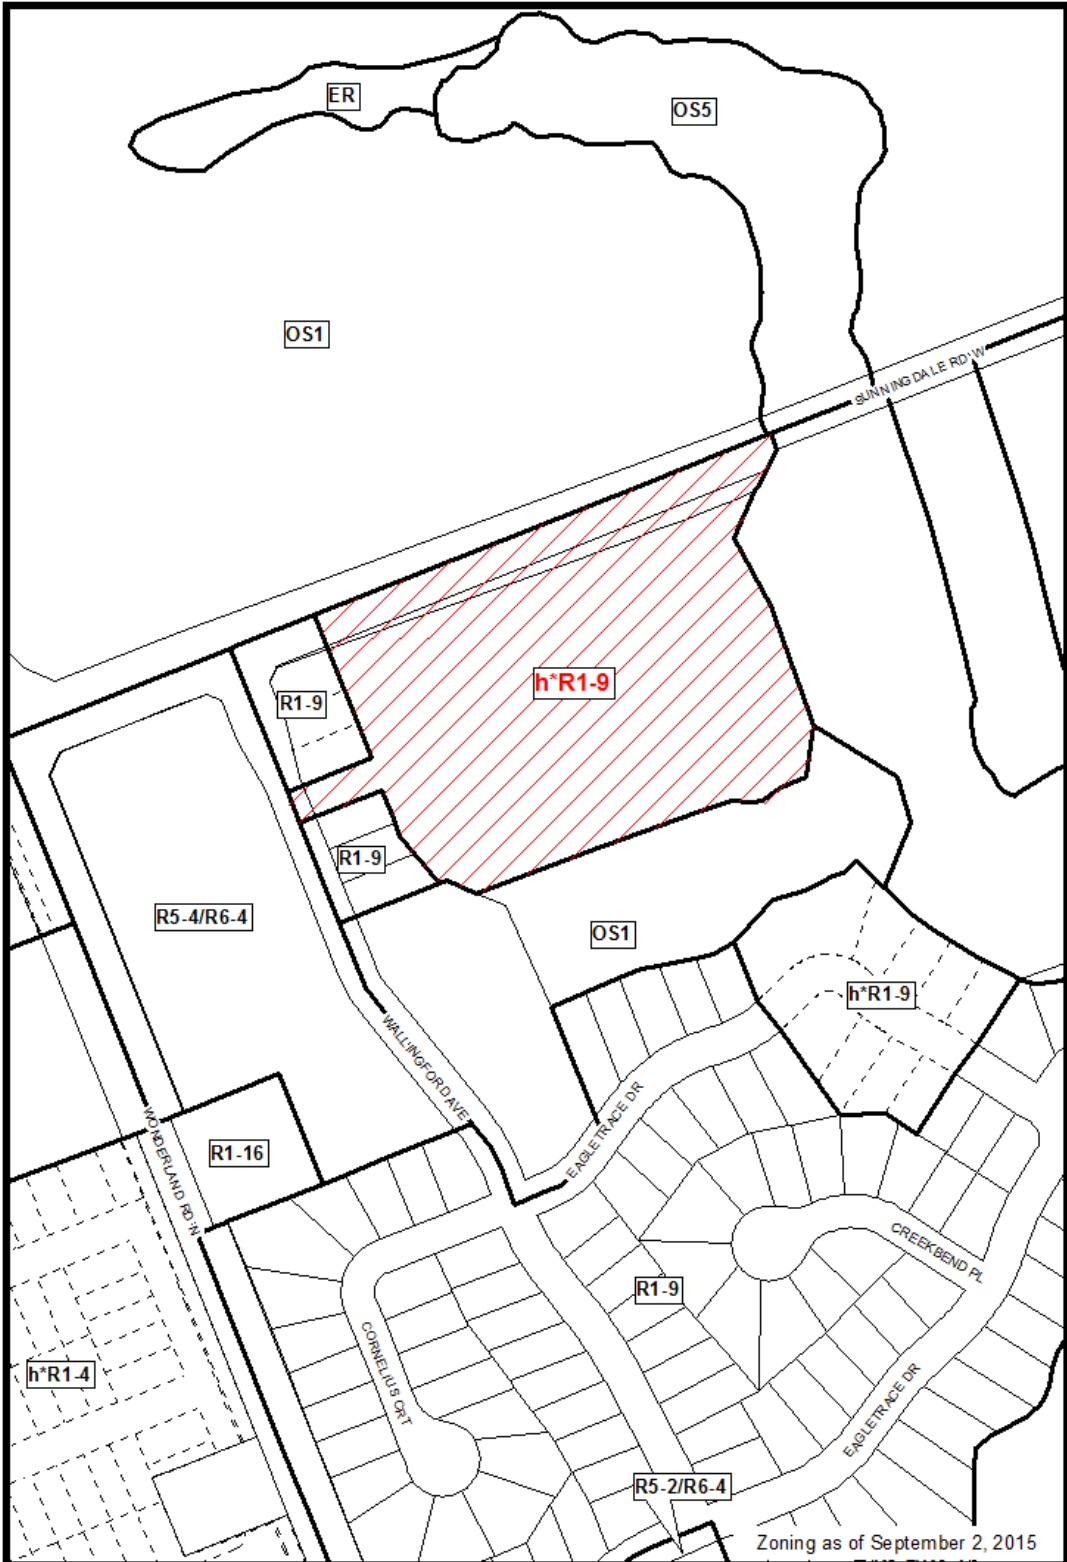 ER
OS5
OS1
SUNNINGDALE RD W
h*R1-9
R1-9
R1-9
R5-4/R6-4
OS1
h*R1-9
WALLINGFORD AVE
EAGLETRACE DR
WONDERLAND RD N
R1-16
CREEKBEND PL
R1-9
CORNELIUS CRT
h*R1-4
EAGLETRACE DR
R5-2/R6-4
Zoning as of September 2, 2015